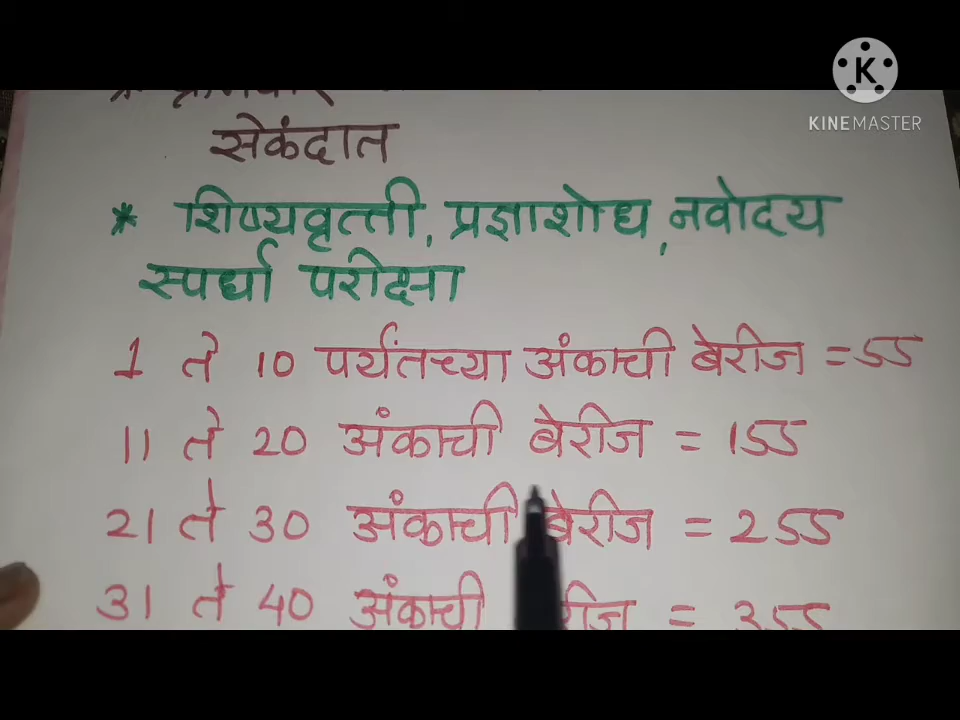 KINEMASTER
सेकंदात
* शिष्यवृत्ती, प्रज्ञाशोध, नवोदय
स्पर्धा परीक्षा
1 ते 10 पर्यंतच्या अंकाची बेरीज = 55
11 ते 20 अंकाची बेरीज = 155
21 ते 30 अंकाची बेरीज = 255
31 ते 40 अंकाची बेरीज = 355